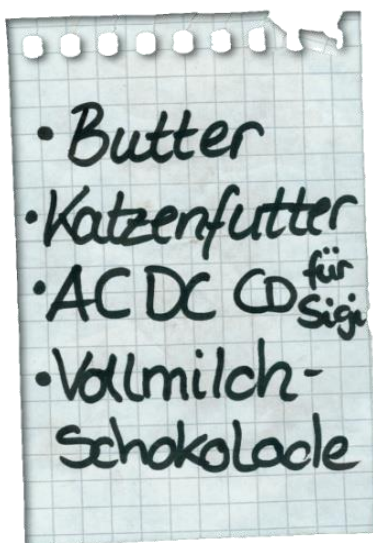 • Butter
• Katzenfutter
• AC DC CD für Sigi
• Vollmilch-
Schokolade